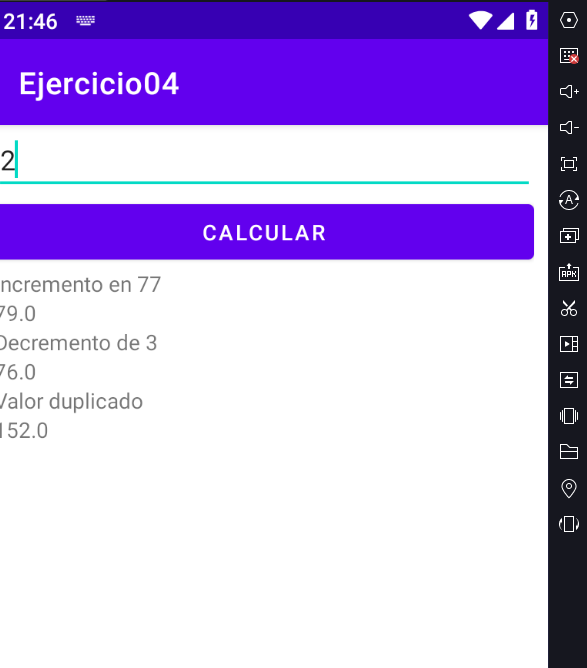 21:46
Ejercicio04
2
CALCULAR
ncremento en 77
79.0
Decremento de 3
76.0
Valor duplicado
152.0
A
APK